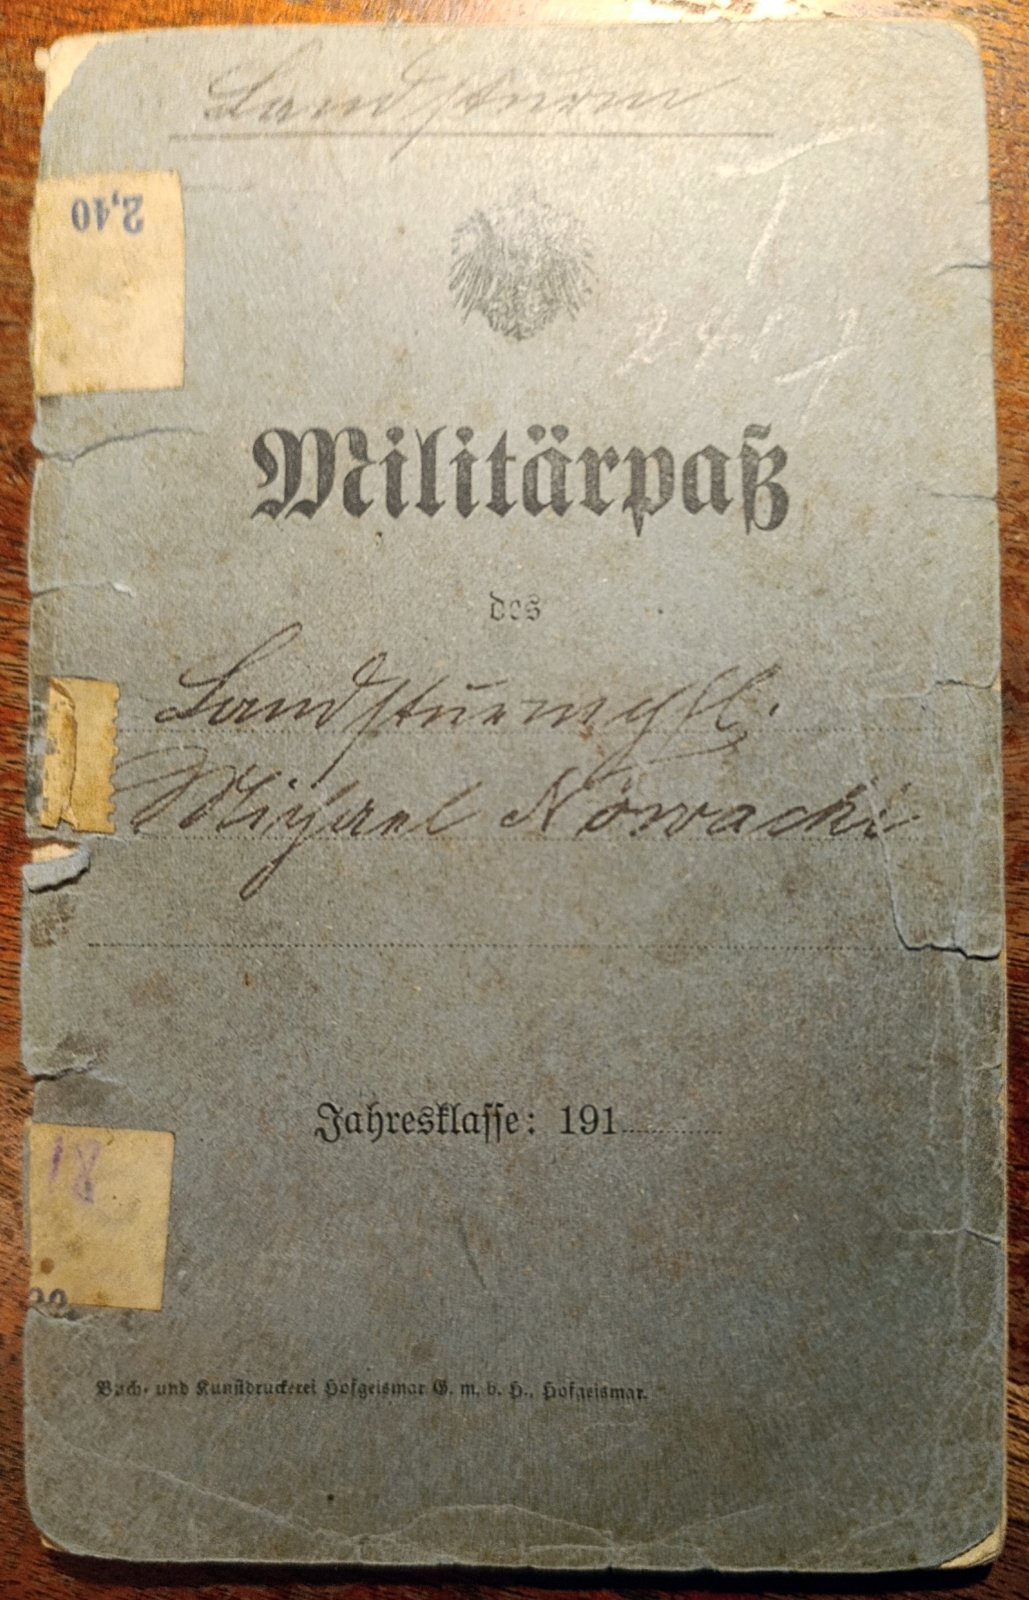 Landsturm
2,40
Militärpaß
des
Landsturmpfl.
Michael Nowacki
Jahresklasse: 191
18
Buch- und Kunstdruckerei Hofgeismar G. m. b. H., Hofgeismar.